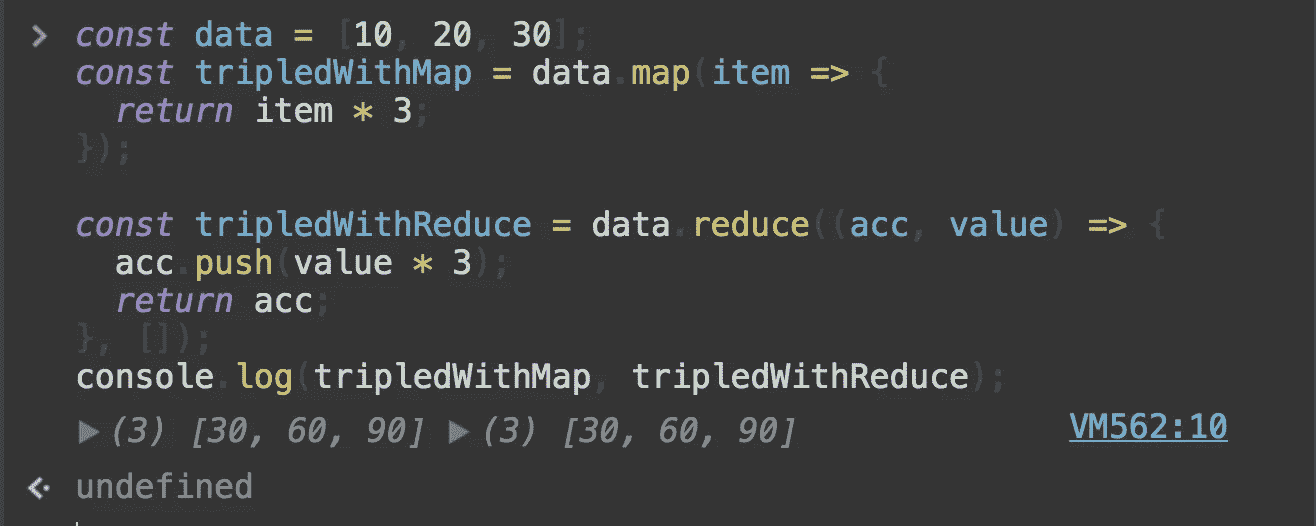 > const data = [10, 20, 30];
const tripledWithMap = data.map(item => {
return item * 3;
});
const tripledWithReduce = data.reduce((acc, value) => {
acc.push(value * 3);
return acc;
}, []);
console.log(tripledWithMap, tripledWithReduce);
▶(3) [30, 60, 90] ▶(3) [30, 60, 90] VM562:10
undefined